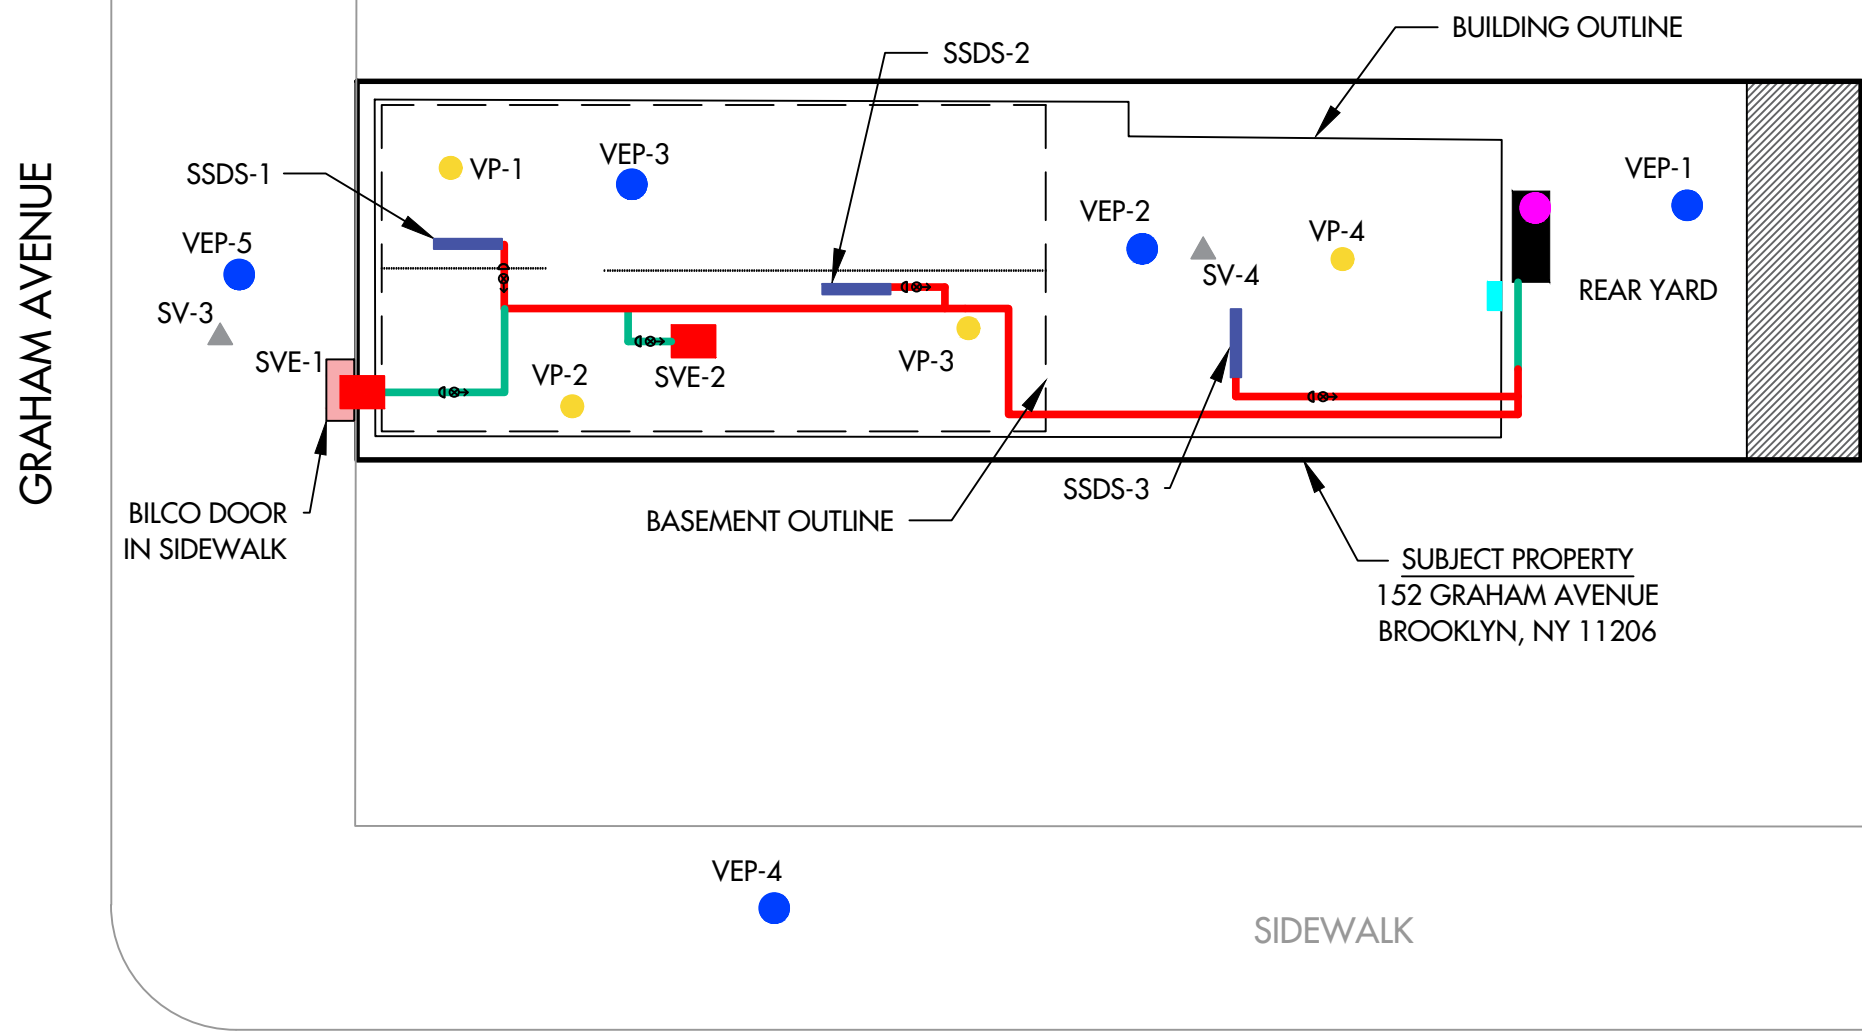 BUILDING OUTLINE
SSDS-2
GRAHAM AVENUE
SSDS-1
VP-1
VEP-3
VEP-1
VEP-2
VP-4
VEP-5
SV-4
REAR YARD
SV-3
SVE-1
VP-2
SVE-2
VP-3
SSDS-3
BILCO DOOR
IN SIDEWALK
BASEMENT OUTLINE
SUBJECT PROPERTY
152 GRAHAM AVENUE
BROOKLYN, NY 11206
VEP-4
SIDEWALK